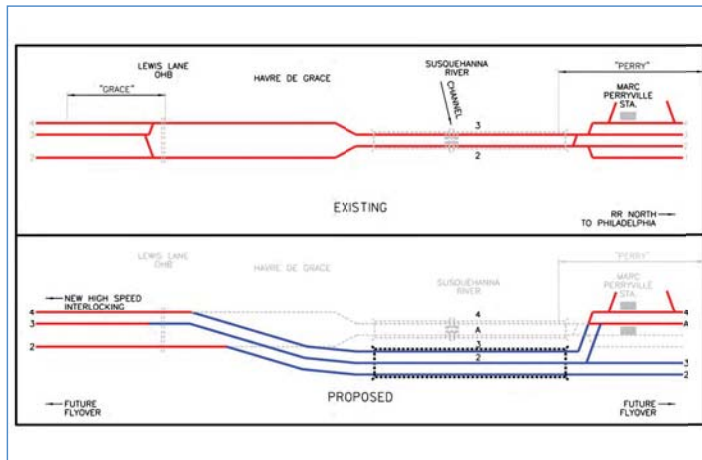 LEWIS LANE
OHB
HAVRE DE GRACE
SUSQUEHANNA
RIVER
CHANNEL
"PERRY"
"GRACE"
MARC
PERRYVILLE
STA.
4
3
2
3
2
EXISTING
RR NORTH
TO PHILADELPHIA
LEWIS LANE
OHB
HAVRE DE GRACE
SUSQUEHANNA
RIVER
"PERRY"
MARC
PERRYVILLE
STA.
NEW HIGH SPEED
INTERLOCKING
4
3
2
4
A
3
2
4
A
3
2
PROPOSED
FUTURE
FLYOVER
FUTURE
FLYOVER